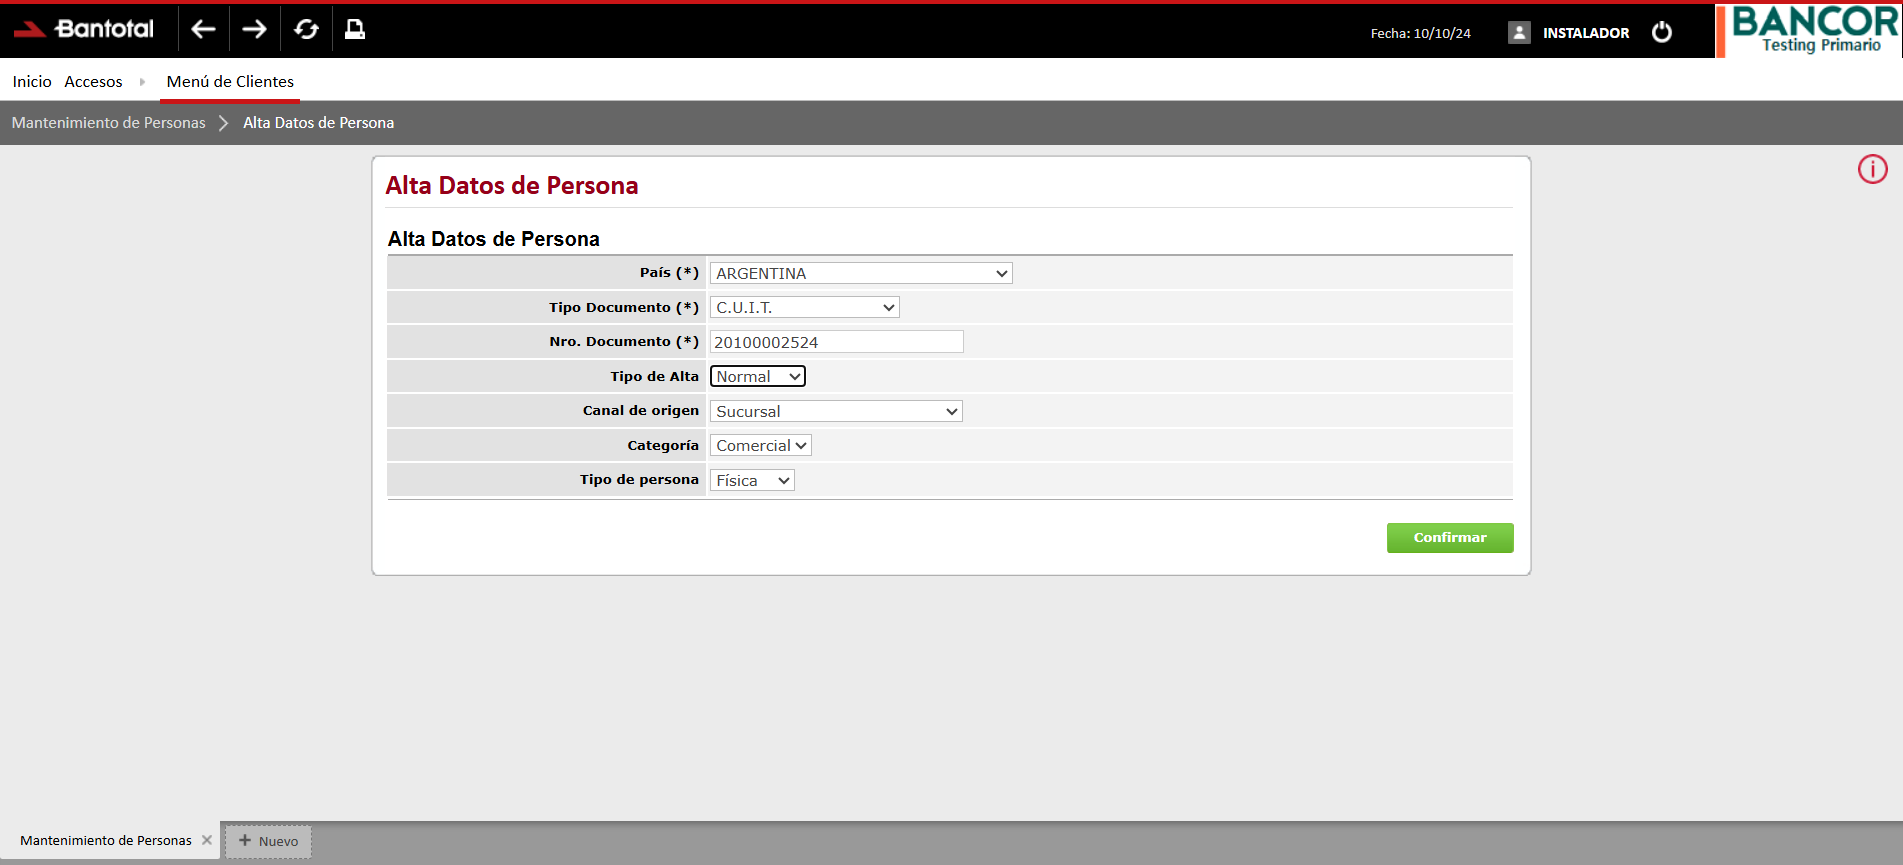 Bantotal
Fecha: 10/10/24
INSTALADOR
BANCOR
Testing Primario
Inicio
Accesos
Menú de Clientes
Mantenimiento de Personas
Alta Datos de Persona
Alta Datos de Persona
Alta Datos de Persona
País (*) ARGENTINA
Tipo Documento (*) C.U.I.T.
Nro. Documento (*) 20100002524
Tipo de Alta Normal
Canal de origen Sucursal
Categoría Comercial
Tipo de persona Física
Confirmar
Mantenimiento de Personas
Nuevo